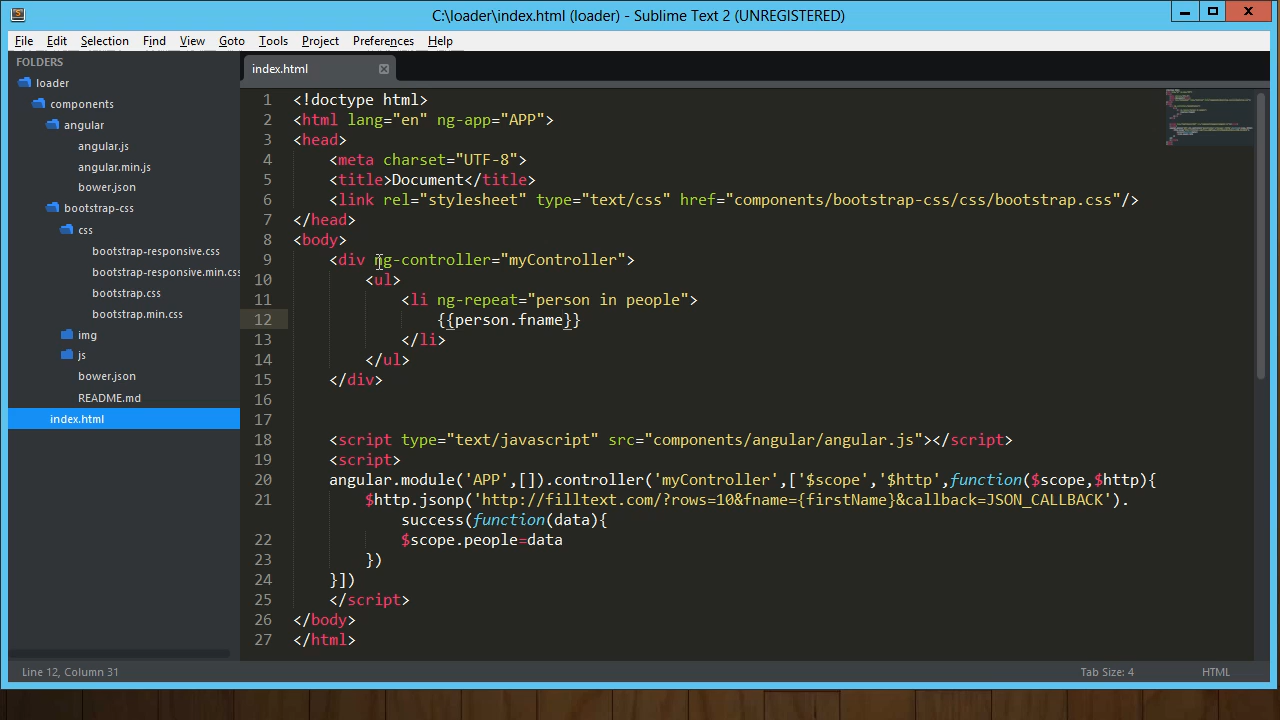 C:\loader\index.html (loader) - Sublime Text 2 (UNREGISTERED)
File Edit Selection Find View Goto Tools Project Preferences Help
FOLDERS
loader
components
angular
angular.js
angular.min.js
bower.json
bootstrap-css
css
bootstrap-responsive.css
bootstrap-responsive.min.css
bootstrap.css
bootstrap.min.css
img
js
bower.json
README.md
index.html
index.html
1 <!doctype html>
2 <html lang="en" ng-app="APP">
3 <head>
4 <meta charset="UTF-8">
5 <title>Document</title>
6 <link rel="stylesheet" type="text/css" href="components/bootstrap-css/css/bootstrap.css"/>
7 </head>
8 <body>
9 <div ng-controller="myController">
10 <ul>
11 <li ng-repeat="person in people">
12 {{person.fname}}
13 </li>
14 </ul>
15 </div>
16
17
18 <script type="text/javascript" src="components/angular/angular.js"></script>
19 <script>
20 angular.module('APP',[]).controller('myController',['$scope','$http',function($scope,$http){
21 $http.jsonp('http://filltext.com/?rows=10&fname={firstName}&callback=JSON_CALLBACK').
success(function(data){
22 $scope.people=data
23 })
24 }])
25 </script>
26 </body>
27 </html>
Line 12, Column 31
Tab Size: 4
HTML